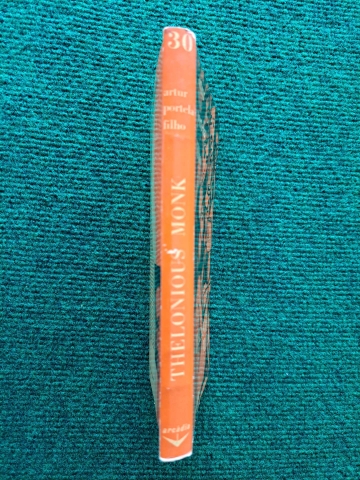 30
artur
portela
filho
THELONIOUS MONK
arcádia